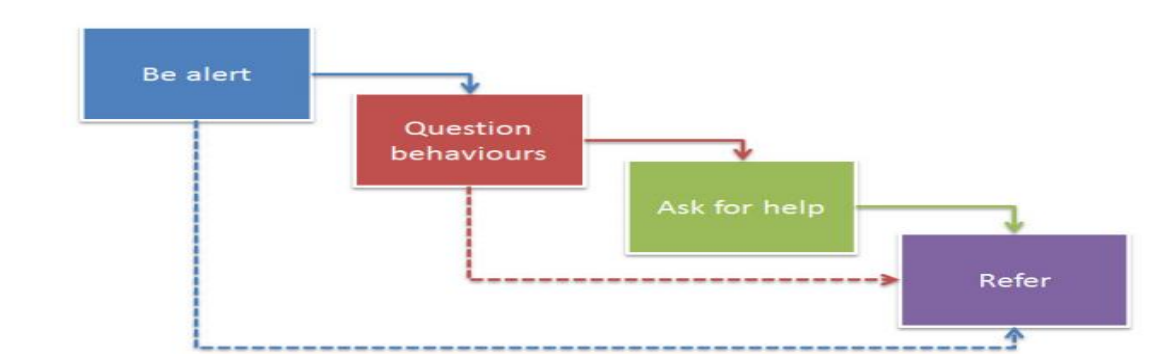 Be alert
Question
behaviours
Ask for help
Refer